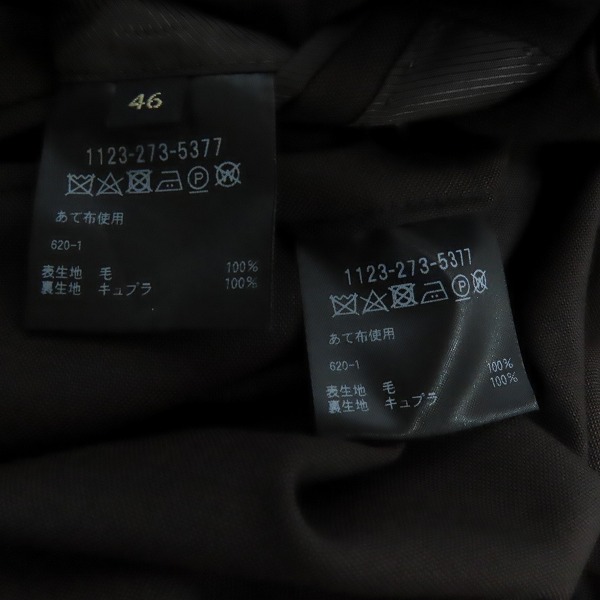 46
1123-273-5377
あて布使用
620-1
表生地 毛 100%
裏生地 キュプラ 100%
1123-273-5377
あて布使用
620-1
表生地 毛 100%
裏生地 キュプラ 100%